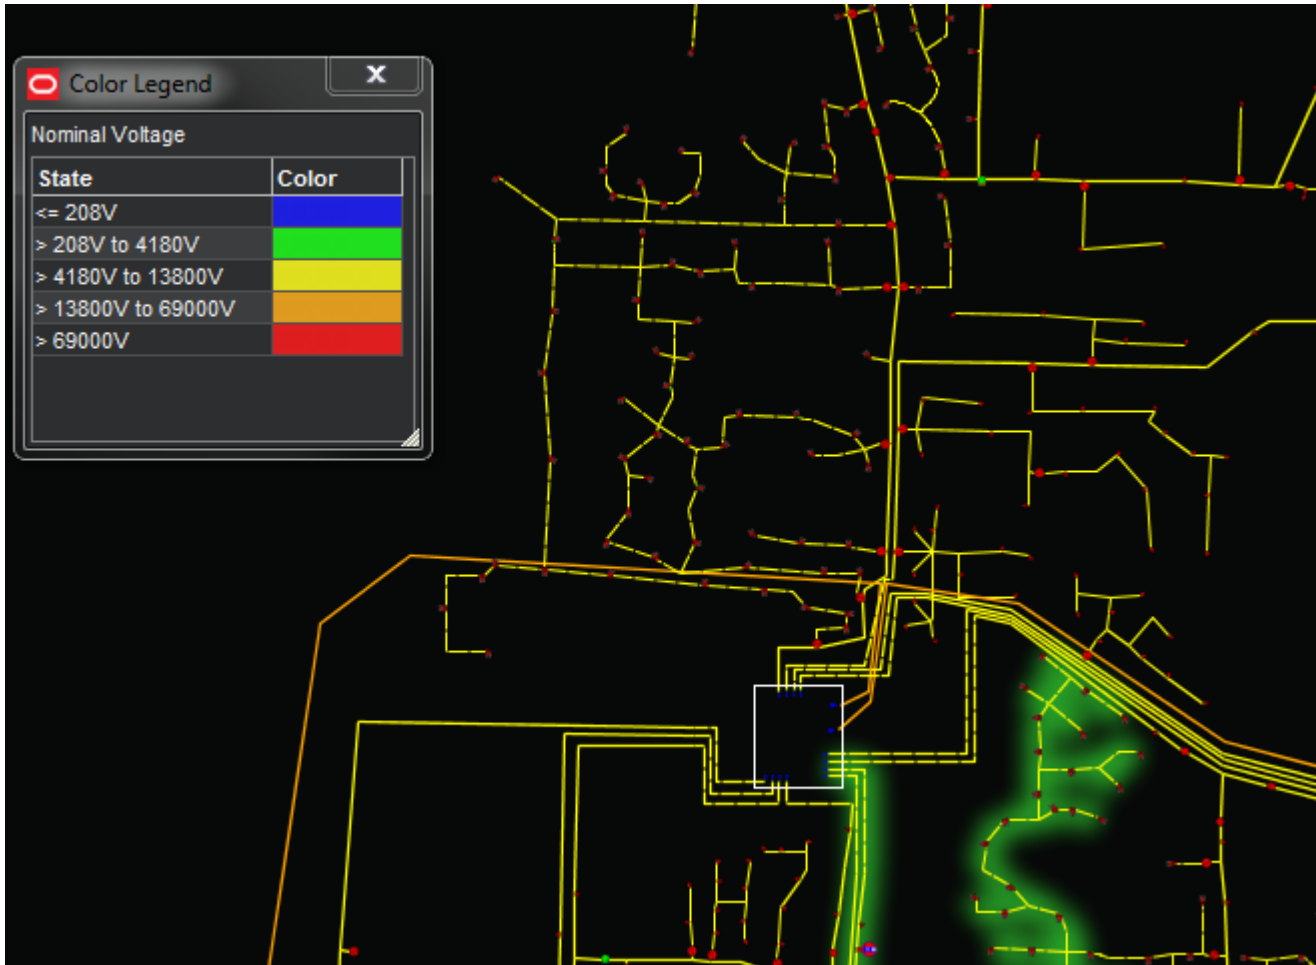 Color Legend
X
Nominal Voltage
State Color
<= 208V
> 208V to 4180V
> 4180V to 13800V
> 13800V to 69000V
> 69000V